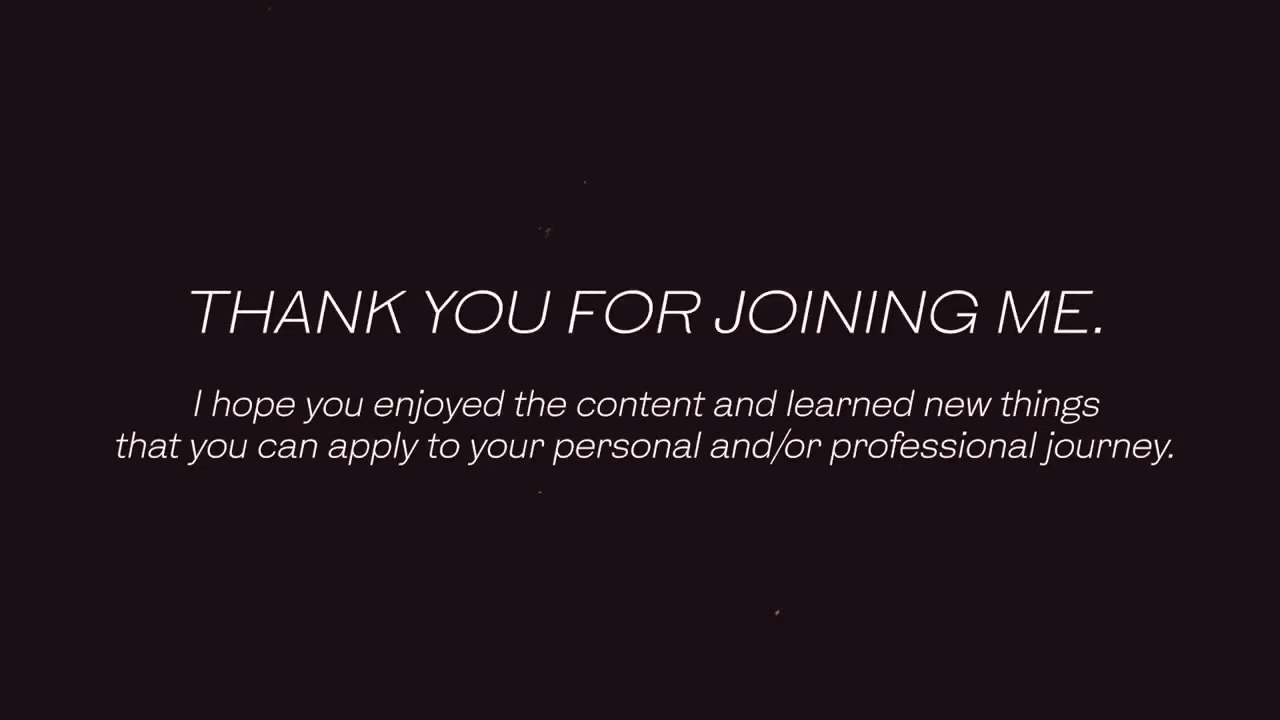 THANK YOU FOR JOINING ME.
I hope you enjoyed the content and learned new things
that you can apply to your personal and/or professional journey.